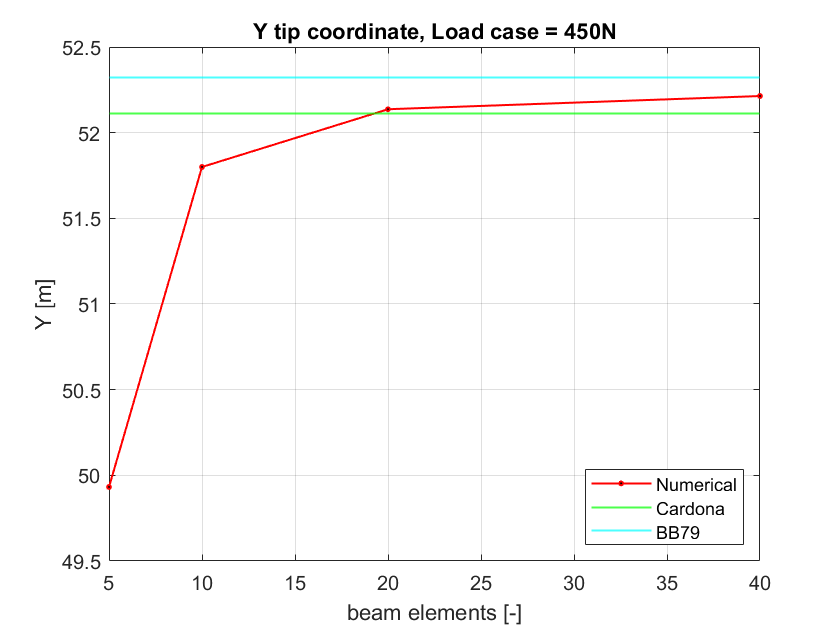 Y tip coordinate, Load case = 450N
52.5
52
51.5
51
50.5
50
49.5
Y [m]
5 10 15 20 25 30 35 40
beam elements [-]
Numerical
Cardona
BB79